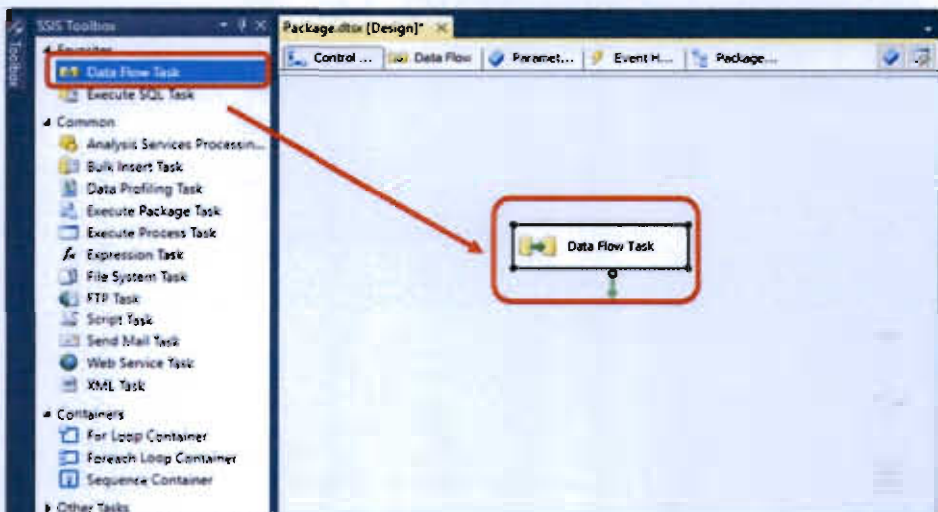 SSIS Toolbox
Package.dtsx [Design]*
Toolbox
Favorites
Control ...
Data Flow
Paramet...
Event H...
Package...
Data Flow Task
Execute SQL Task
Common
Analysis Services Processin...
Bulk Insert Task
Data Profiling Task
Execute Package Task
Execute Process Task
Expression Task
File System Task
FTP Task
Script Task
Send Mail Task
Web Service Task
XML Task
Data Flow Task
Containers
For Loop Container
Foreach Loop Container
Sequence Container
Other Tasks